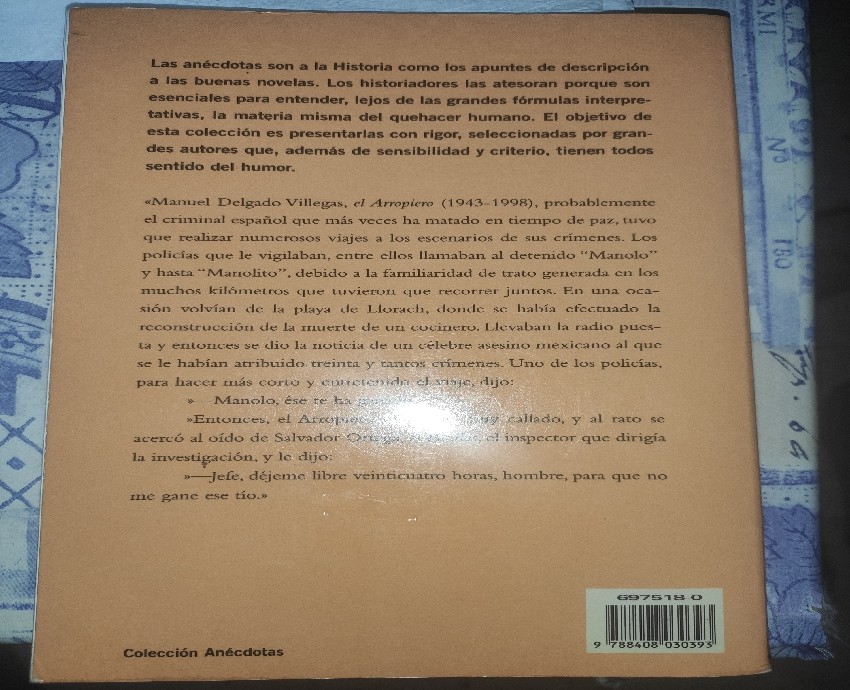 Las anécdotas son a la Historia como los apuntes de descripción
a las buenas novelas. Los historiadores las atesoran porque son
esenciales para entender, lejos de las grandes fórmulas interpre-
tativas, la materia misma del quehacer humano. El objetivo de
esta colección es presentarlas con rigor, seleccionadas por gran-
des autores que, además de sensibilidad y criterio, tienen todos
sentido del humor.
«Manuel Delgado Villegas, el Arropiero (1943-1998), probablemente
el criminal español que más veces ha matado en tiempo de paz, tuvo
que realizar numerosos viajes a los escenarios de sus crímenes. Los
policías que le vigilaban, entre ellos llamaban al detenido "Manolo"
y hasta "Manolito", debido a la familiaridad de trato generada en los
muchos kilómetros que tuvieron que recorrer juntos. En una oca-
sión volvían de la playa de Llorach, donde se había efectuado la
reconstrucción de la muerte de un cocinero. Llevaban la radio pues-
ta y entonces se dio la noticia de un célebre asesino mexicano al que
se le habían atribuido treinta y tantos crímenes. Uno de los policías,
para hacer más corto y entretenido el viaje, dijo:
»—Manolo, ése te ha
»Entonces, el Arropiero callado, y al rato se
acercó al oído de Salvador Ortega el inspector que dirigía
la investigación, y le dijo:
»—Jefe, déjeme libre veinticuatro horas, hombre, para que no
me gane ese tío.»
697518-0
9 788408 030393
Colección Anécdotas
RMI
Nº